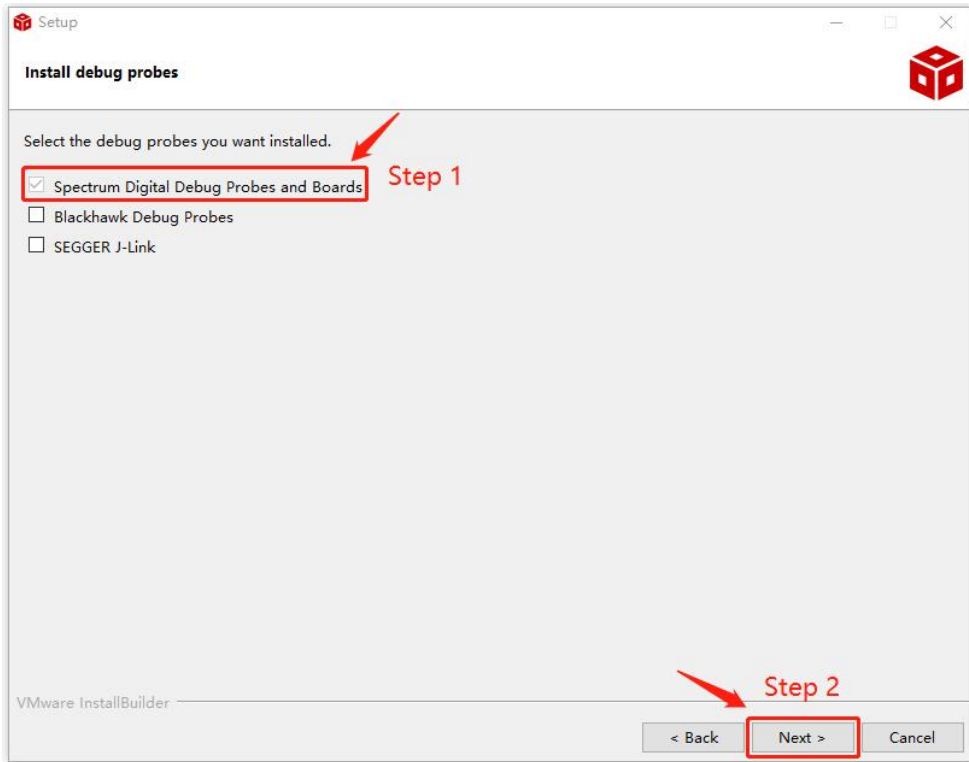 Setup
Install debug probes
Select the debug probes you want installed.
Step 1
Spectrum Digital Debug Probes and Boards
Blackhawk Debug Probes
SEGGER J-Link
Step 2
VMware InstallBuilder
< Back
Next >
Cancel